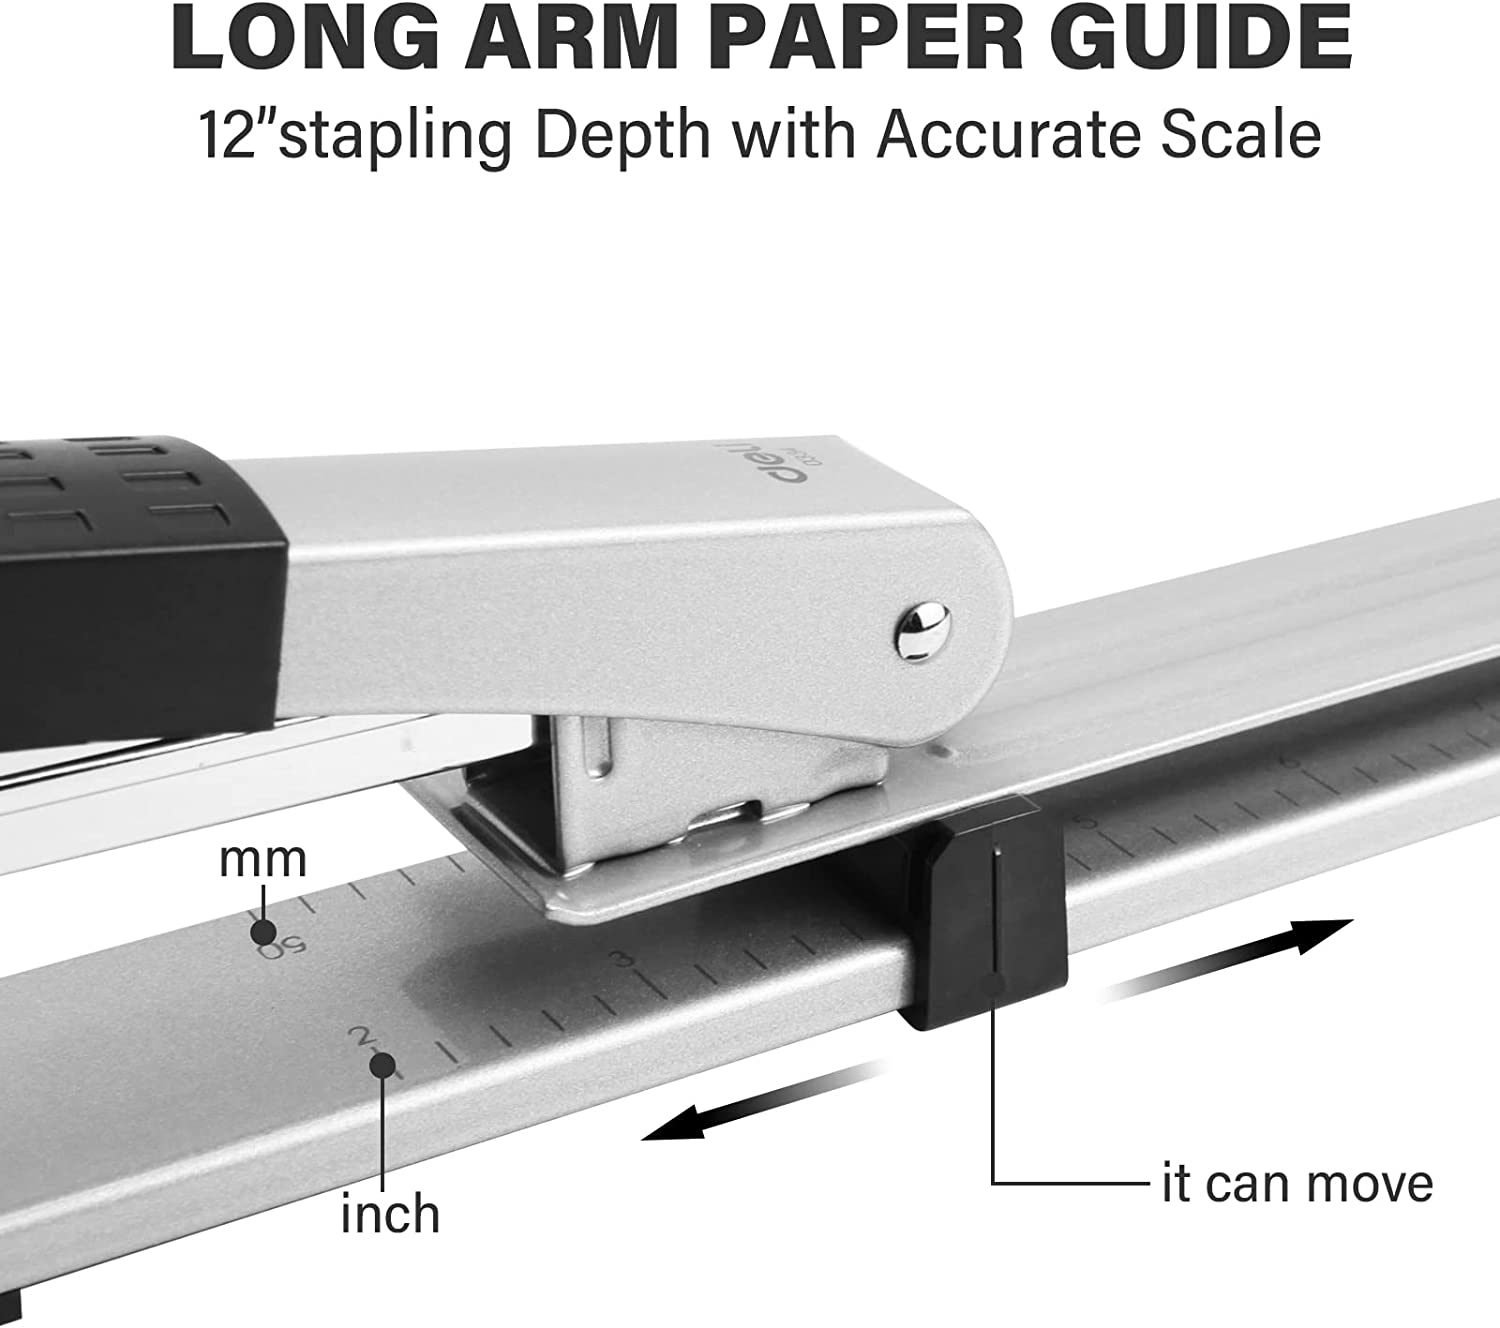 LONG ARM PAPER GUIDE
12”stapling Depth with Accurate Scale
deli
0334
mm
50
3
2
5
6
inch
it can move